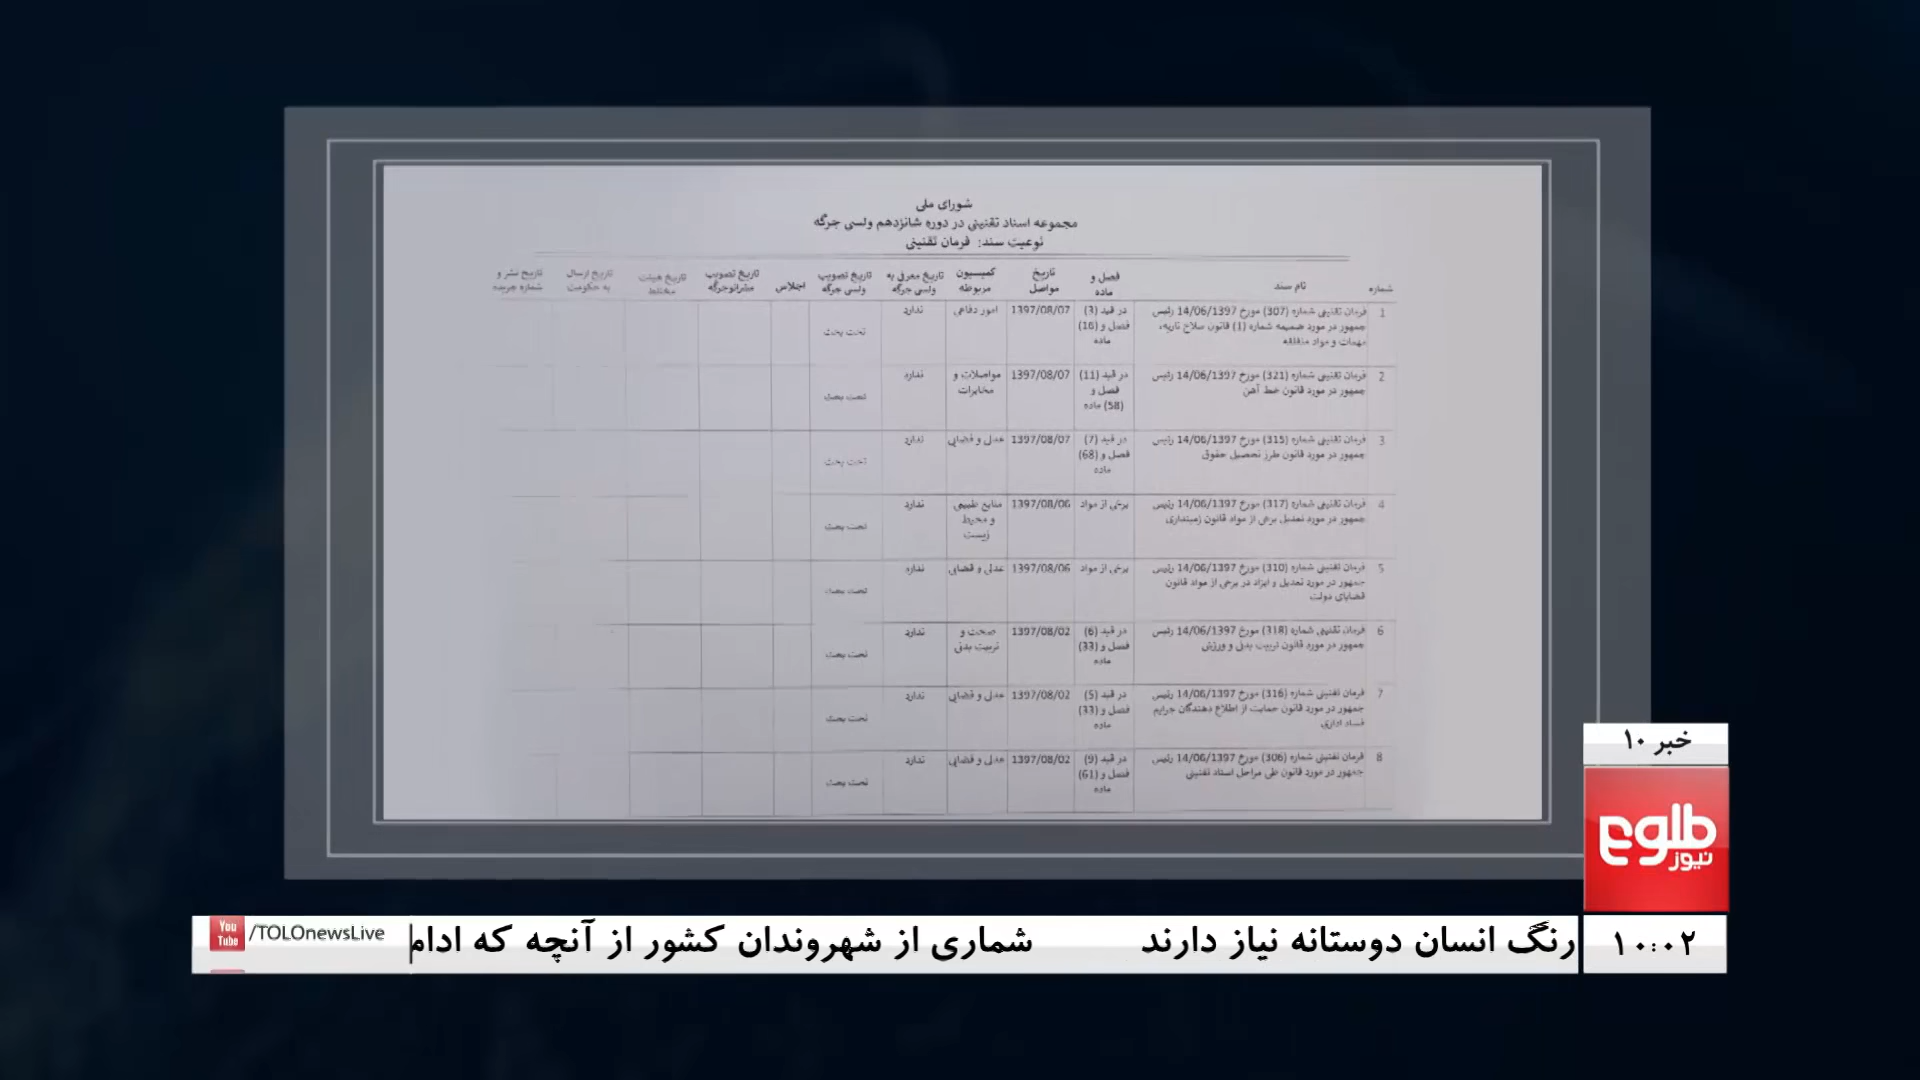 شورای ملی
مجموعه اسناد تقنینی در دوره شانزدهم ولسی جرگه
نوعیت سند: فرمان تقنینی
شماره نام سند فصل و ماده تاریخ مواصل کمیسیون مربوطه تاریخ معرفی به ولسی جرگه تاریخ تصویب ولسی جرگه اجلاس تاریخ تصویب مشرانوجرگه تاریخ هیئت مختلط تاریخ ارسال به حکومت تاریخ نشر و شماره جریده
1 فرمان تقنینی شماره (307) مورخ 14/06/1397 رئیس جمهور در مورد ضمیمه شماره (1) قانون سلاح ناریه، مهمات و مواد منفلقه در قید (3) فصل و (16) ماده 1397/08/07 امور دفاعی ندارد تحت بحث
2 فرمان تقنینی شماره (321) مورخ 14/06/1397 رئیس جمهور در مورد قانون خط آهن در قید (11) فصل و (58) ماده 1397/08/07 مواصلات و مخابرات ندارد تحت بحث
3 فرمان تقنینی شماره (315) مورخ 14/06/1397 رئیس جمهور در مورد قانون طرز تحصیل حقوق در قید (7) فصل و (68) ماده 1397/08/07 عدلی و قضایی ندارد تحت بحث
4 فرمان تقنینی شماره (317) مورخ 14/06/1397 رئیس جمهور در مورد تعدیل برخی از مواد قانون زمینداری برخی از مواد 1397/08/06 منابع طبیعی و محیط زیست ندارد تحت بحث
5 فرمان تقنینی شماره (310) مورخ 14/06/1397 رئیس جمهور در مورد تعدیل و ایزاد در برخی از مواد قانون قضایای دولت برخی از مواد 1397/08/06 عدلی و قضایی ندارد تحت بحث
6 فرمان تقنینی شماره (318) مورخ 14/06/1397 رئیس جمهور در مورد قانون تربیت بدنی و ورزش در قید (6) فصل و (33) ماده 1397/08/02 صحت و تربیت بدنی ندارد تحت بحث
7 فرمان تقنینی شماره (316) مورخ 14/06/1397 رئیس جمهور در مورد قانون حمایت از اطلاع دهندگان جرایم فساد اداری در قید (5) فصل و (33) ماده 1397/08/02 عدلی و قضایی ندارد تحت بحث
8 فرمان تقنینی شماره (306) مورخ 14/06/1397 رئیس جمهور در مورد قانون طی مراحل اسناد تقنینی در قید (9) فصل و (61) ماده 1397/08/02 عدلی و قضایی ندارد تحت بحث
خبر ۱۰
طلوع
نیوز
۱۰:۰۲
رنگ انسان دوستانه نیاز دارند شماری از شهروندان کشور از آنچه که ادام
You Tube /TOLOnewsLive